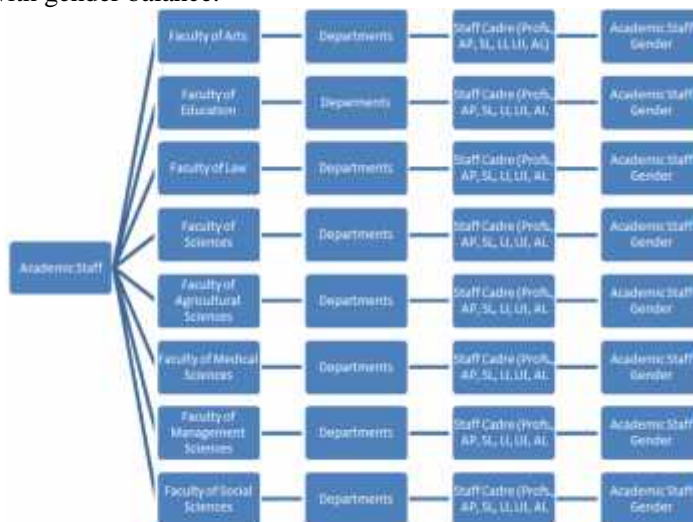 with gender balance.
Faculty of Arts
Departments
Staff Cadre (Profs,
AP, SL, LI, LII, AL)
Academic Staff
Gender
Faculty of
Education
Deparments
Staff Cadre (Profs,
AP, SL, LI, LII, AL
Academic Staff
Gender
Faculty of Law
Departments
Staff Cadre (Profs,
AP, SL, LI, LII, AL
Academic Staff
Gender
Academic Staff
Faculty of
Sciences
Departments
Staff Cadre (Profs,
AP, SL, LI, LII, AL
Academic Staff
Gender
Faculty of
Agricultural
Sciences
Departments
Staff Cadre (Profs,
AP, SL, LI, LII, AL
Academic Staff
Gender
Faculty of Medical
Sciences
Departments
Staff Cadre (Profs,
AP, SL, LI, LII, AL
Academic Staff
Gender
Faculty of
Management
Sciences
Departments
Staff Cadre (Profs,
AP, SL, LI, LII, AL
Academic Staff
Gender
Faculty of Social
Sciences
Departments
Staff Cadre (Profs,
AP, SL, LI, LII, AL
Academic Staff
Gender